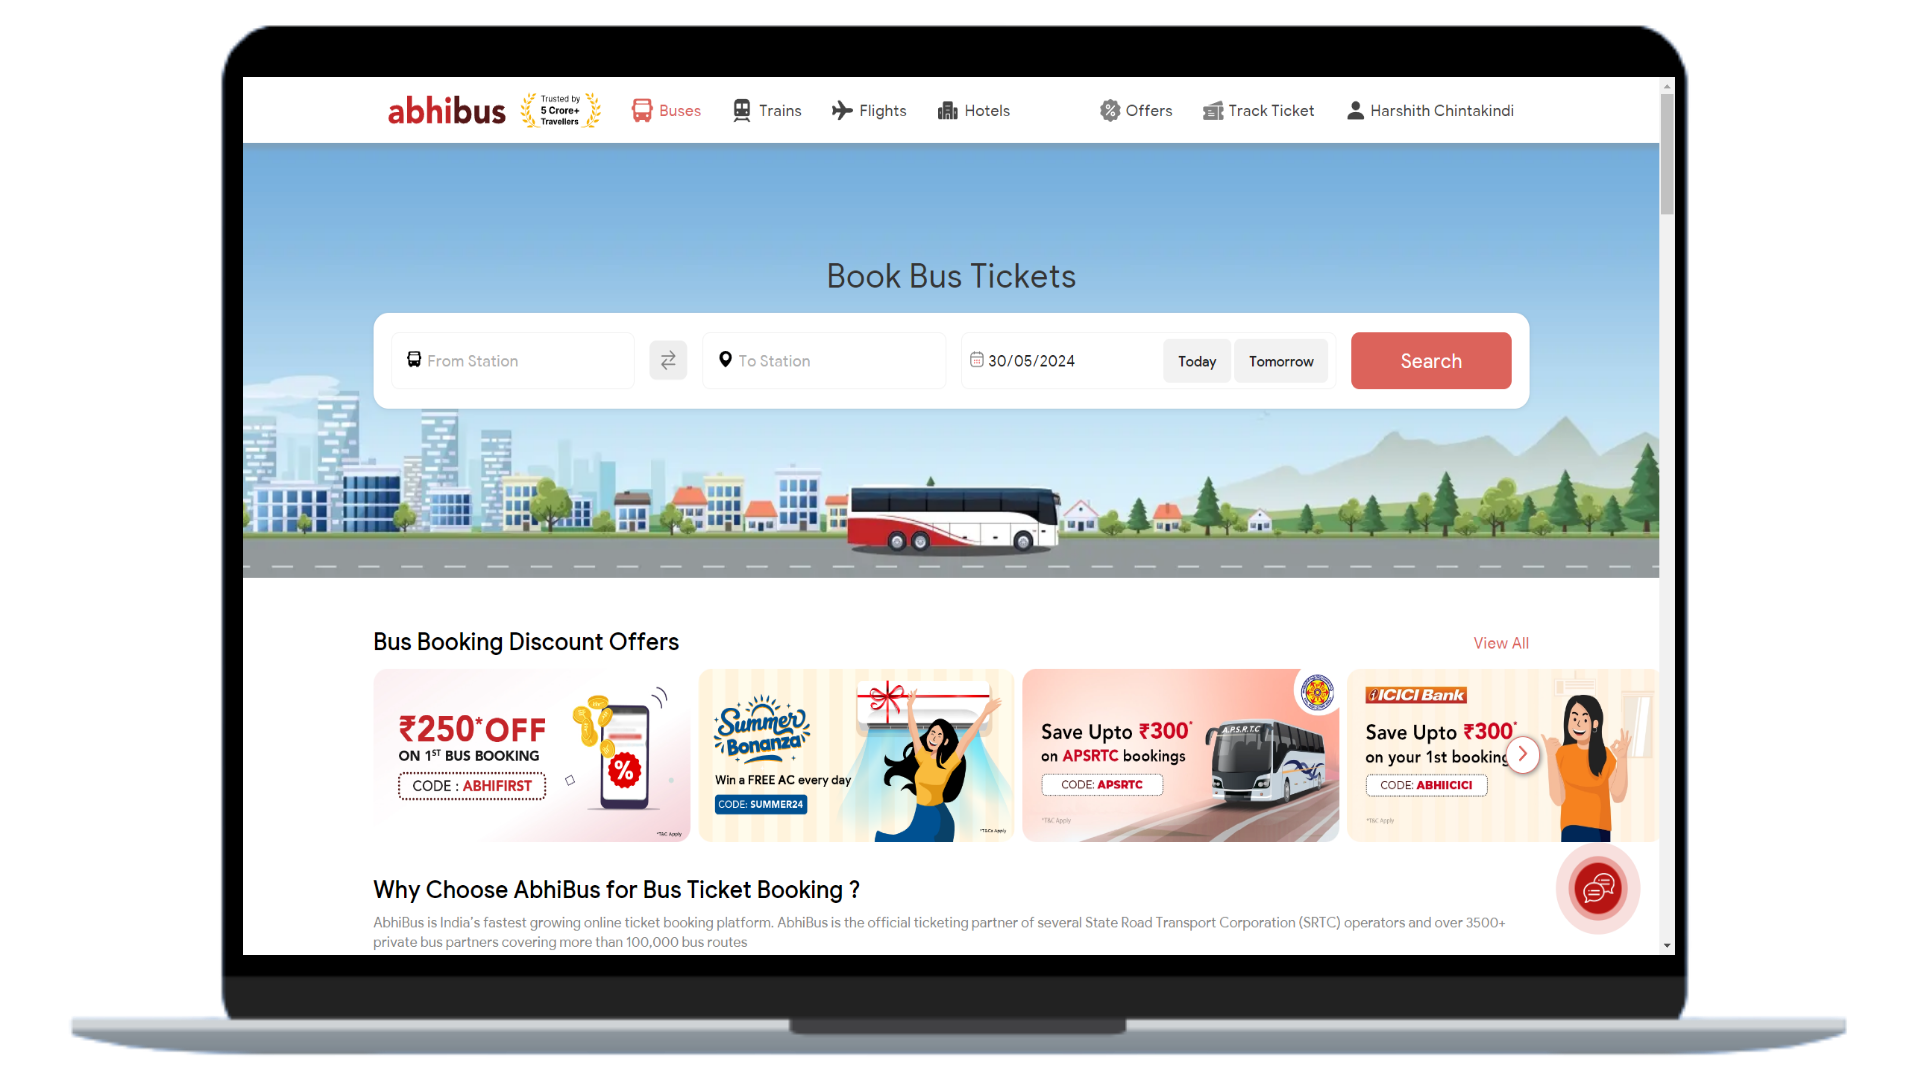 abhibus
Trusted by
5 Crore+
Travellers
Buses
Trains
Flights
Hotels
Offers
Track Ticket
Harshith Chintakindi
Book Bus Tickets
From Station
To Station
30/05/2024
Today
Tomorrow
Search
Bus Booking Discount Offers
View All
₹250*OFF
ON 1ST BUS BOOKING
CODE : ABHIFIRST
%
*T&C Apply
Summer
Bonanza
Win a FREE AC every day
CODE: SUMMER24
*T&Cs Apply
Save Upto ₹300*
on APSRTC bookings
CODE: APSRTC
*T&C Apply
A.P.S.R.T.C
ICICI Bank
Save Upto ₹300*
on your 1st booking
CODE: ABHIICICI
*T&C Apply
Why Choose AbhiBus for Bus Ticket Booking ?
AbhiBus is India's fastest growing online ticket booking platform. AbhiBus is the official ticketing partner of several State Road Transport Corporation (SRTC) operators and over 3500+
private bus partners covering more than 100,000 bus routes